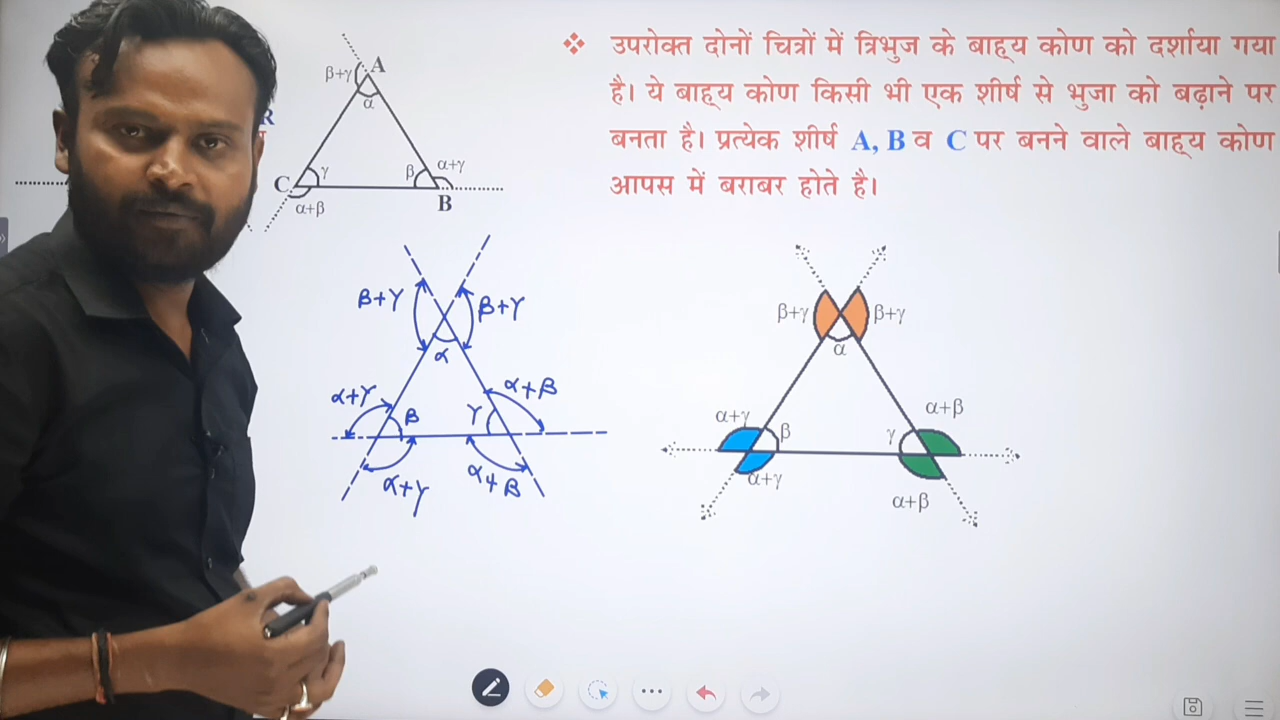 ❖ उपरोक्त दोनों चित्रों में त्रिभुज के बाह्य कोण को दर्शाया गया
है। ये बाह्य कोण किसी भी एक शीर्ष से भुजा को बढ़ाने पर
बनता है। प्रत्येक शीर्ष A, B व C पर बनने वाले बाह्य कोण
आपस में बराबर होते है।
R
β+γ A
α
C γ β α+γ
α+β B
β+γ β+γ
α
α+γ β γ α+β
α+γ α+β
β+γ β+γ
α
α+γ β γ α+β
α+γ α+β